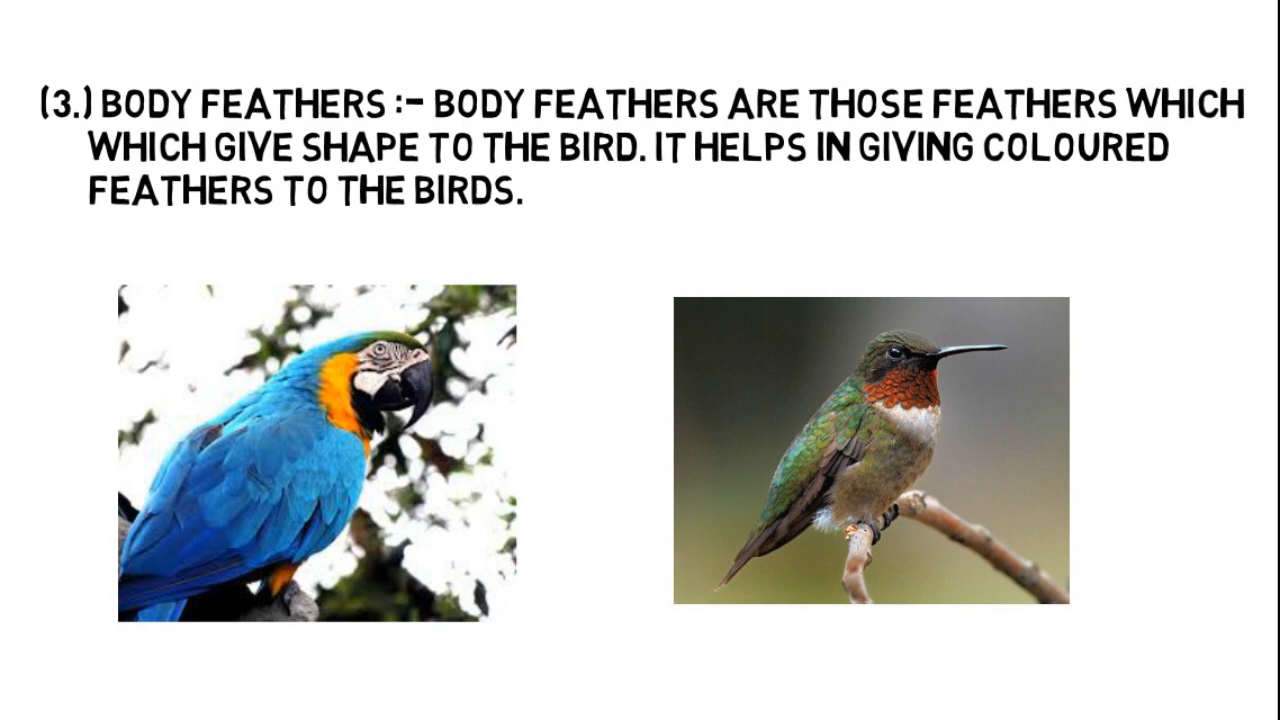 (3.) BODY FEATHERS :- BODY FEATHERS ARE THOSE FEATHERS WHICH
WHICH GIVE SHAPE TO THE BIRD. IT HELPS IN GIVING COLOURED
FEATHERS TO THE BIRDS.